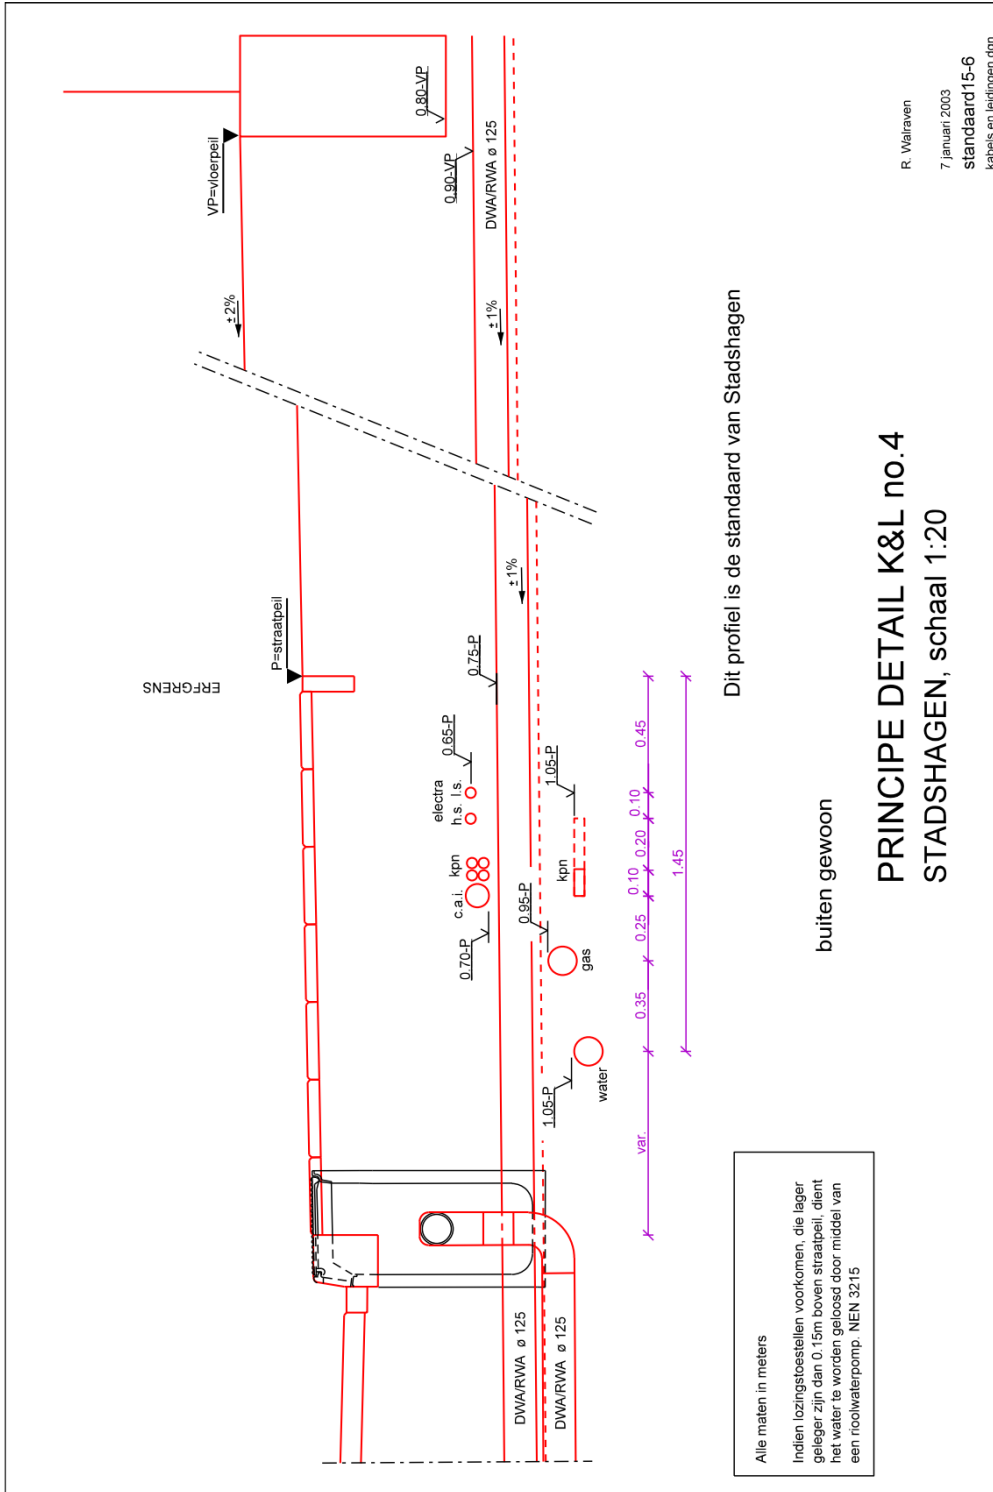 VP=vloerpeil
0.80-VP
0.90-VP
DWA/RWA ø 125
±2%
±1%
ERFGRENS
P=straatpeil
±1%
0.75-P
0.65-P
electra
h.s. l.s.
kpn
c.a.i.
0.70-P
0.95-P
1.05-P
kpn
gas
1.05-P
water
DWA/RWA ø 125
DWA/RWA ø 125
var.
0.35
0.25
0.10
0.20
0.10
0.45
1.45
Dit profiel is de standaard van Stadshagen
buiten gewoon
PRINCIPE DETAIL K&L no.4
STADSHAGEN, schaal 1:20
Alle maten in meters
Indien lozingstoestellen voorkomen, die lager
geleger zijn dan 0.15m boven straatpeil, dient
het water te worden geloosd door middel van
een rioolwaterpomp. NEN 3215
R. Walraven
7 januari 2003
standaard15-6
kabels en leidingen.dgn